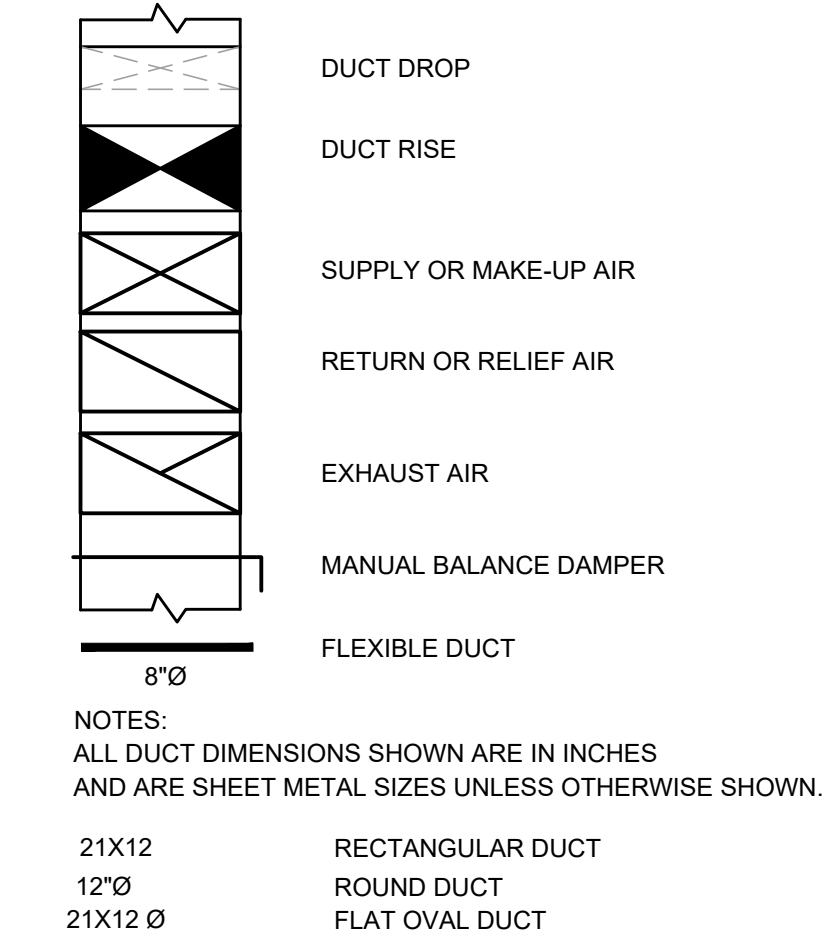 DUCT DROP
DUCT RISE
SUPPLY OR MAKE-UP AIR
RETURN OR RELIEF AIR
EXHAUST AIR
MANUAL BALANCE DAMPER
FLEXIBLE DUCT
8"Ø
NOTES:
ALL DUCT DIMENSIONS SHOWN ARE IN INCHES
AND ARE SHEET METAL SIZES UNLESS OTHERWISE SHOWN.
21X12 RECTANGULAR DUCT
12"Ø ROUND DUCT
21X12 Ø FLAT OVAL DUCT